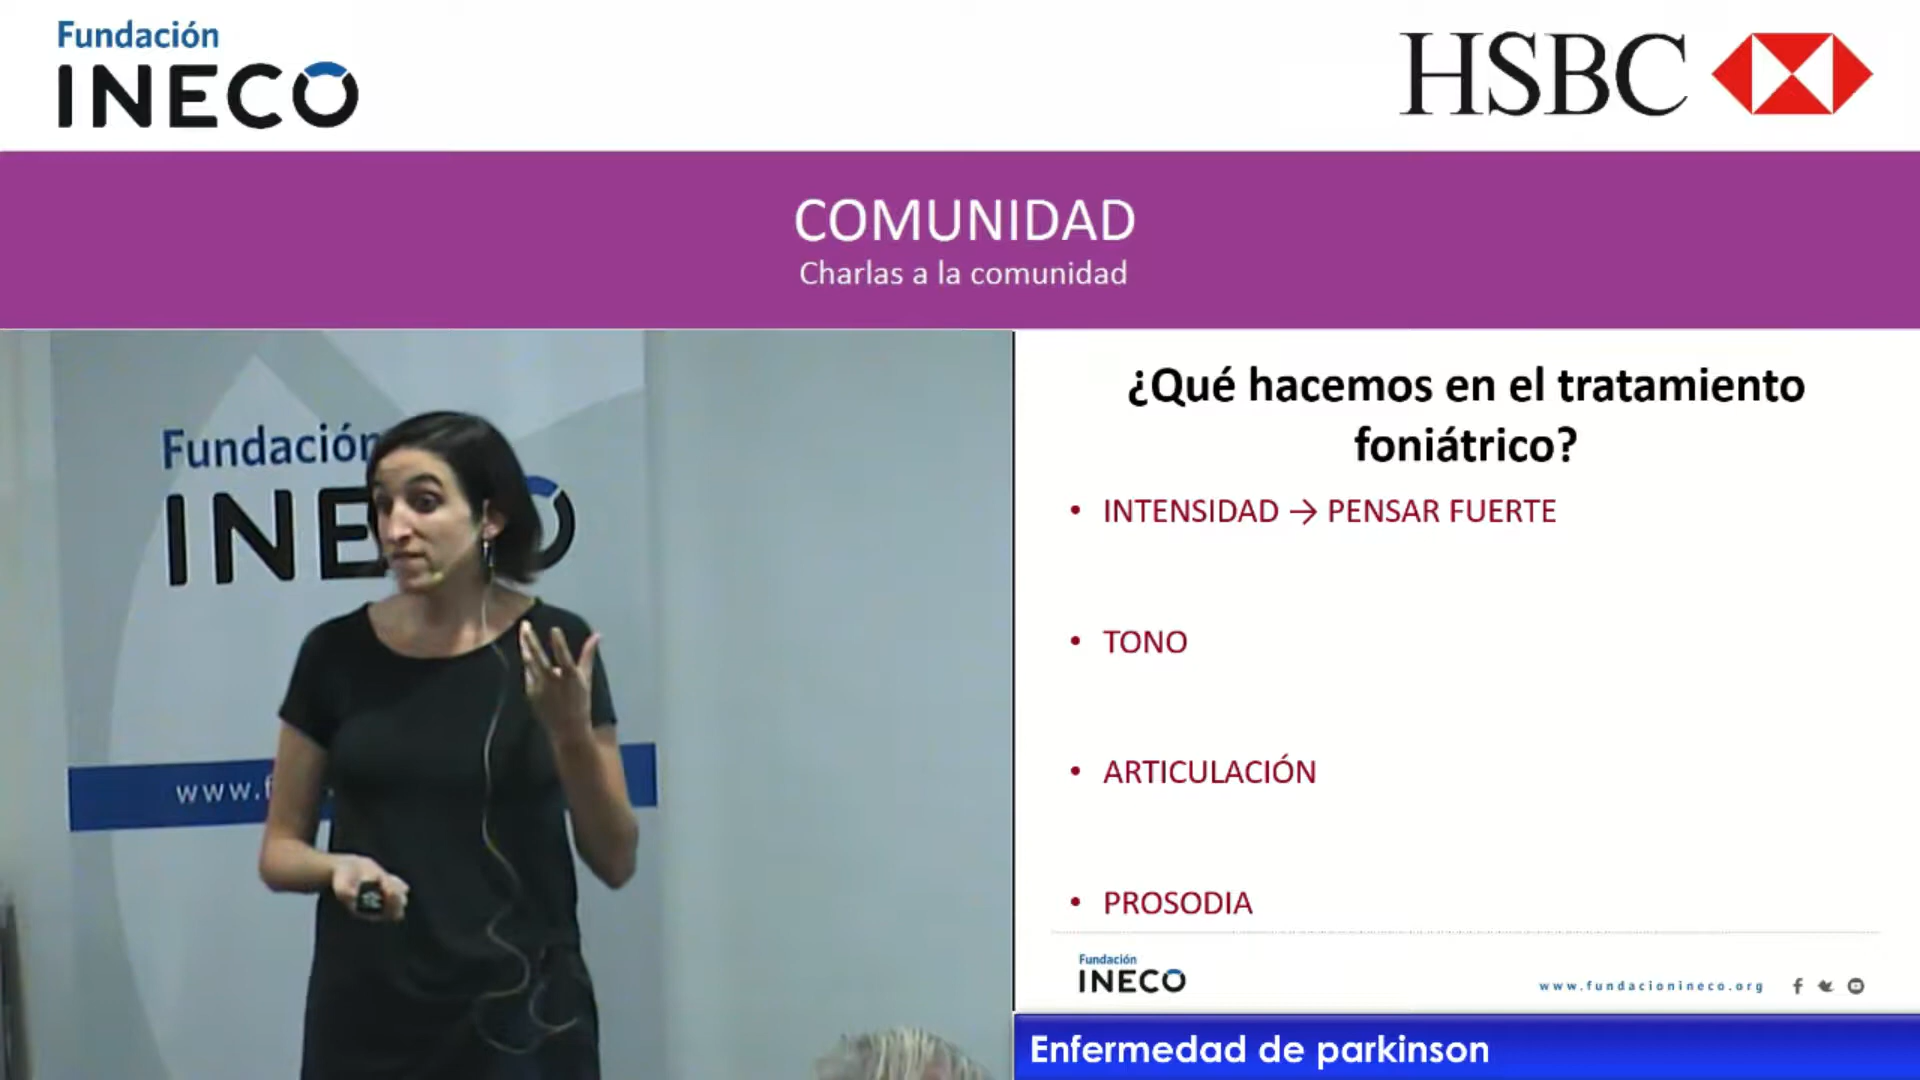 Fundación
INECO
HSBC
COMUNIDAD
Charlas a la comunidad
Fundación
INE
www.f
¿Qué hacemos en el tratamiento
foniátrico?
• INTENSIDAD → PENSAR FUERTE
• TONO
• ARTICULACIÓN
• PROSODIA
Fundación
INECO
www.fundacionineco.org
Enfermedad de parkinson